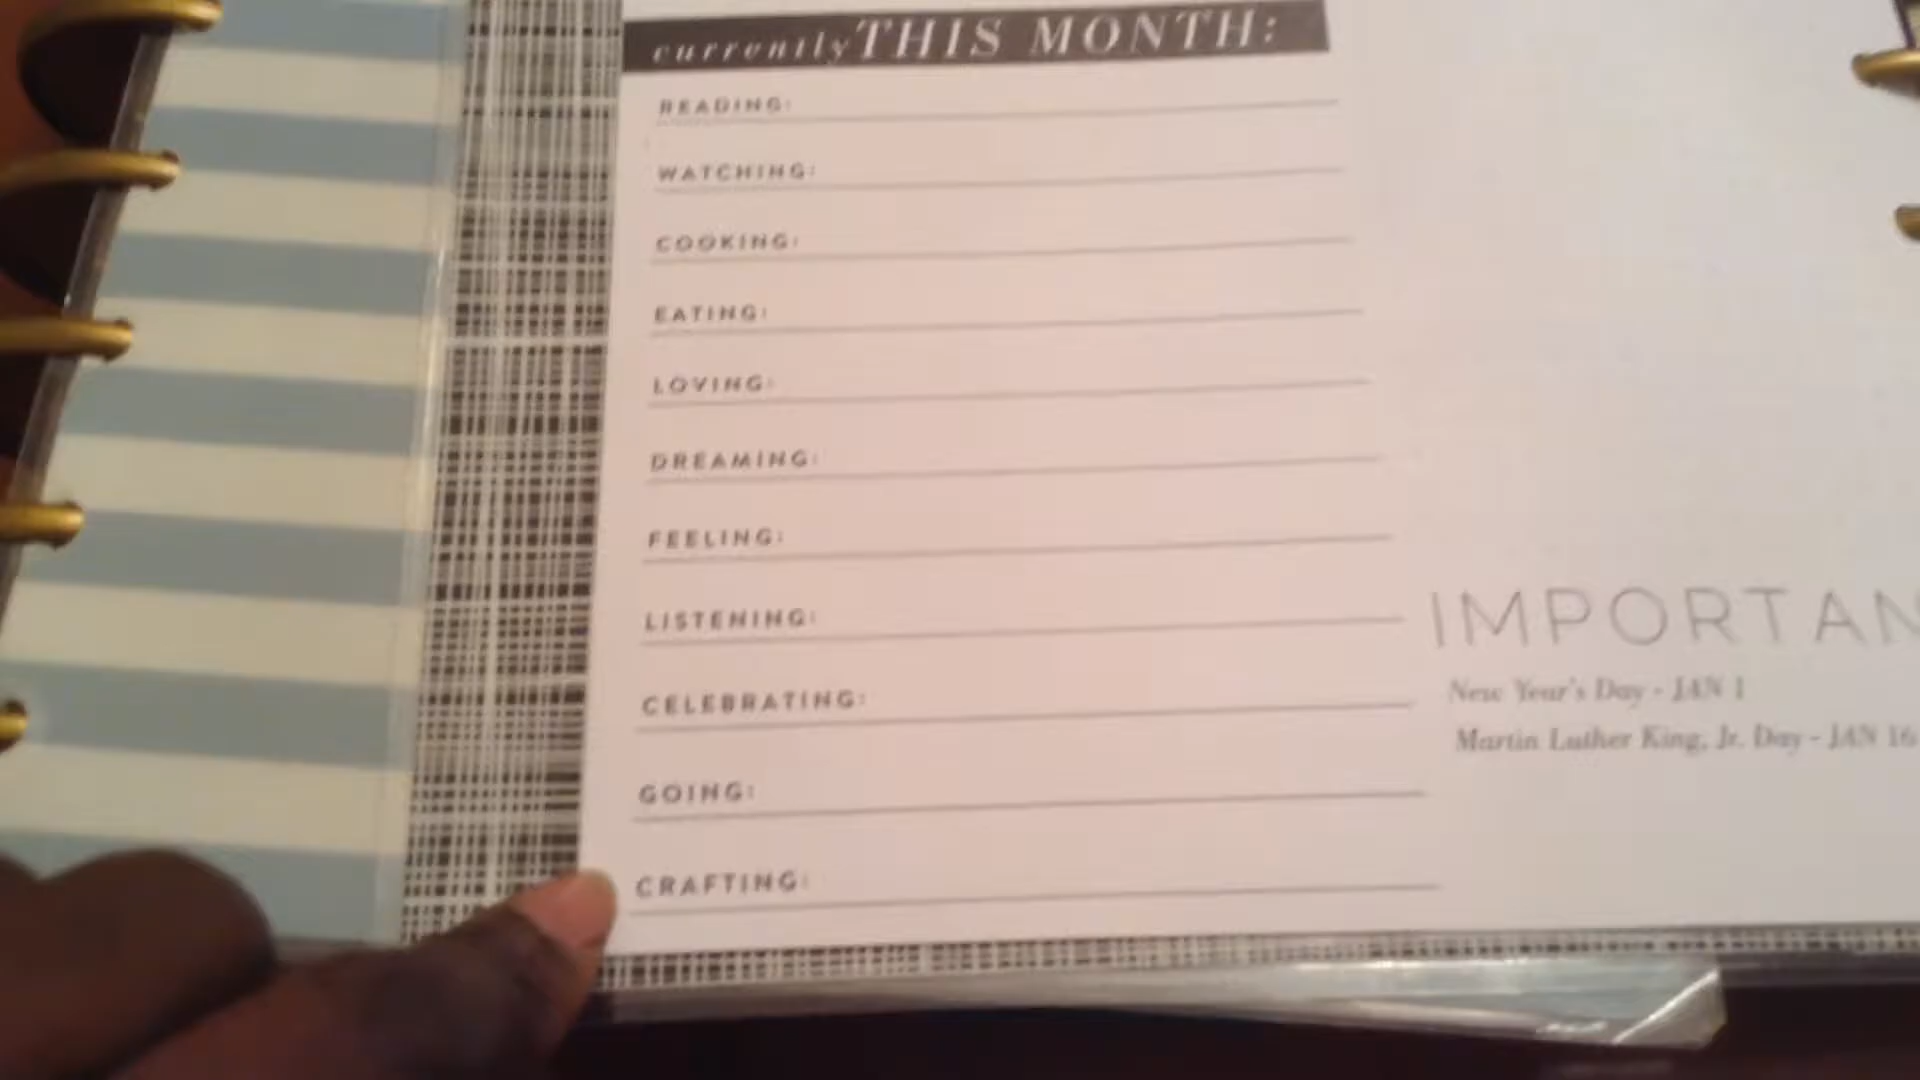 currently THIS MONTH:
READING:
WATCHING:
COOKING:
EATING:
LOVING:
DREAMING:
FEELING:
LISTENING:
CELEBRATING:
GOING:
CRAFTING:
IMPORTAN
New Year's Day - JAN 1
Martin Luther King, Jr. Day - JAN 16